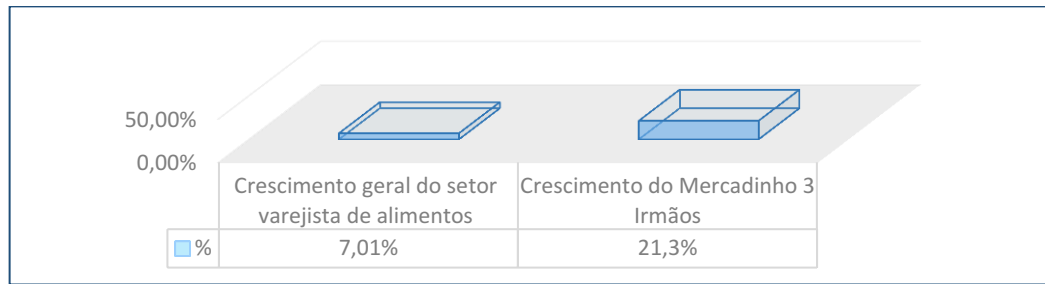 50,00%
0,00%
Crescimento geral do setor
varejista de alimentos
Crescimento do Mercadinho 3
Irmãos
%
7,01%
21,3%